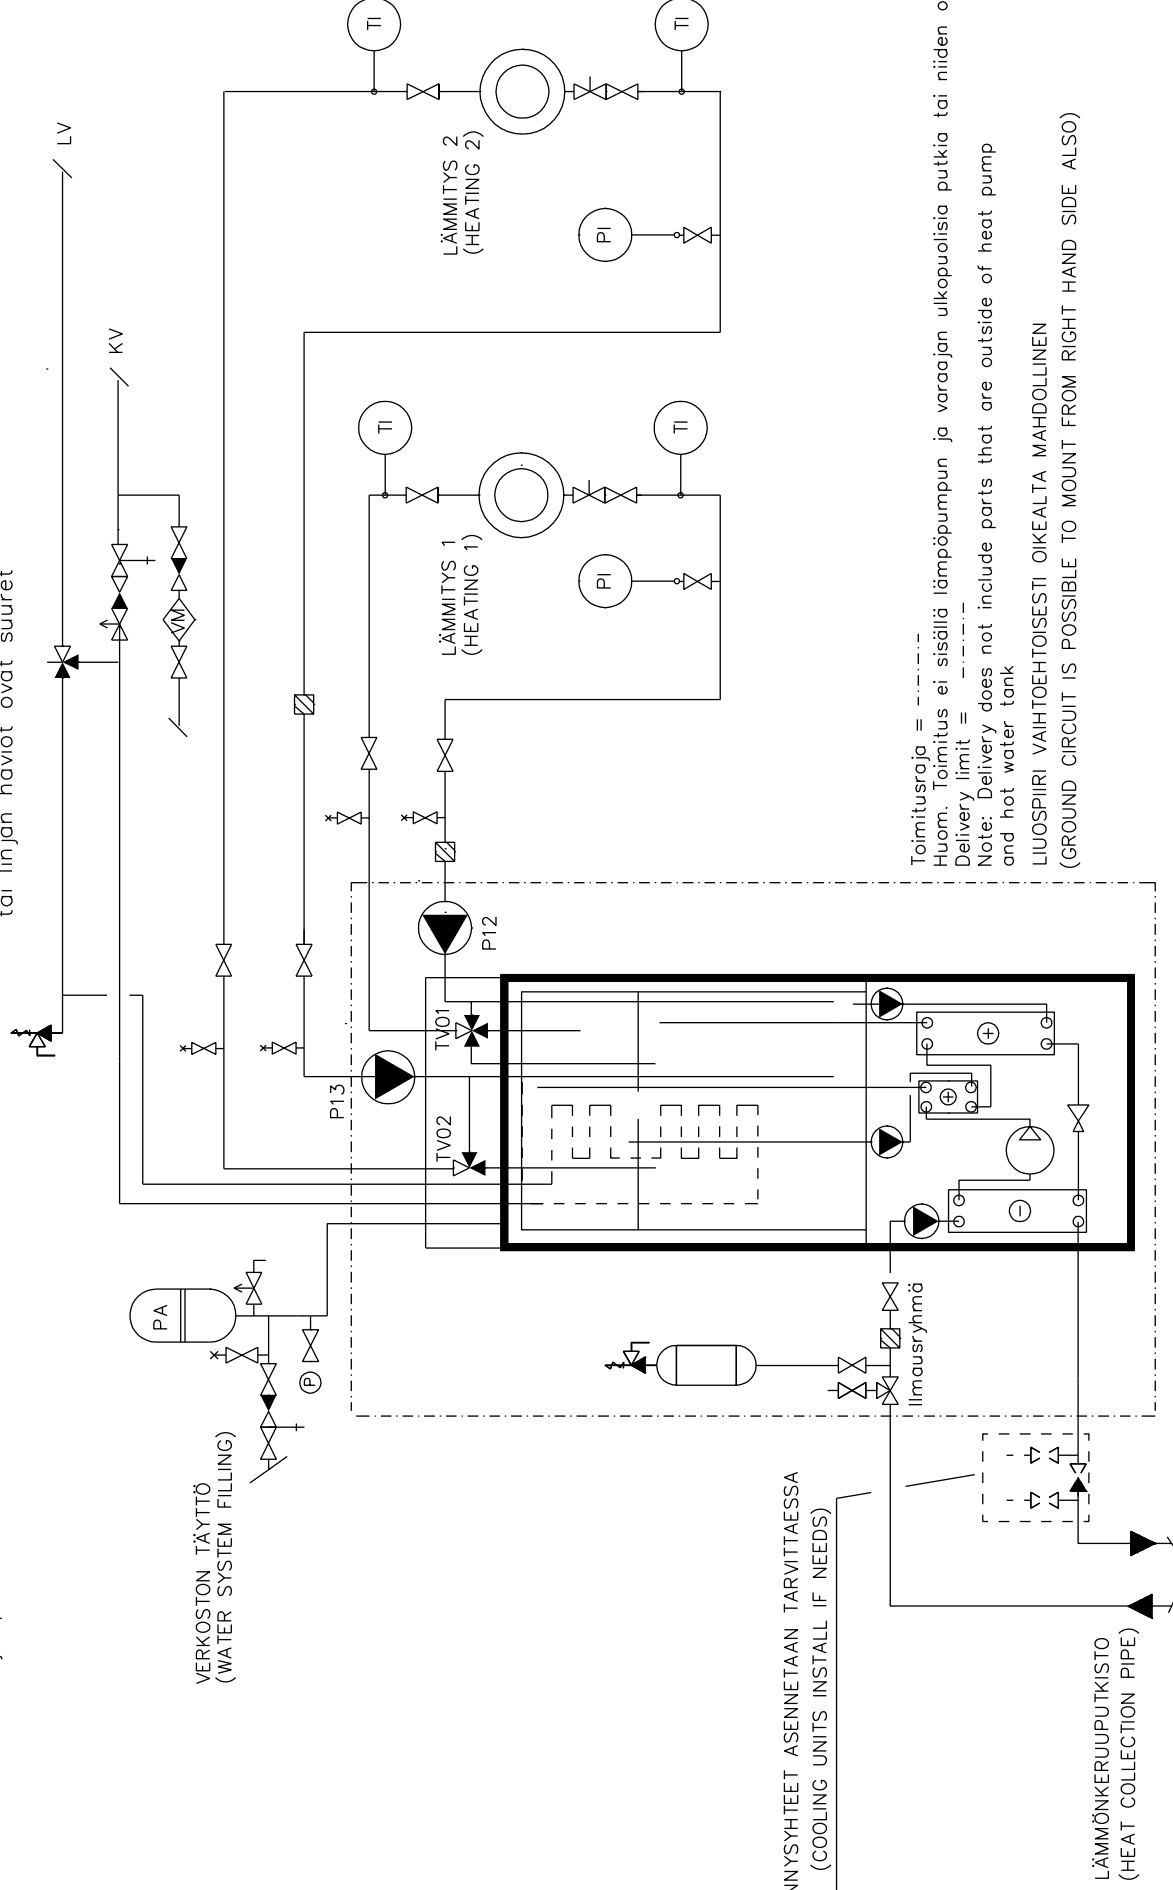 tai linjan häviöt ovat suuret
LV
KV
TI
TI
LÄMMITYS 2
(HEATING 2)
PI
TI
TI
LÄMMITYS 1
(HEATING 1)
PI
VM
P12
P13
TV01
TV02
PA
P
VERKOSTON TÄYTTÖ
(WATER SYSTEM FILLING)
Ilmausryhmä
Toimitusraja =
Huom. Toimitus ei sisällä lämpöpumpun ja varaajan ulkopuolisia putkia tai niiden o
Delivery limit =
Note: Delivery does not include parts that are outside of heat pump
and hot water tank
LIUOSPIIRI VAIHTOEHTOISESTI OIKEALTA MAHDOLLINEN
(GROUND CIRCUIT IS POSSIBLE TO MOUNT FROM RIGHT HAND SIDE ALSO)
NNYSYHTEET ASENNETAAN TARVITTAESSA
(COOLING UNITS INSTALL IF NEEDS)
LÄMMÖNKERUUPUTKISTO
(HEAT COLLECTION PIPE)
+
+
−